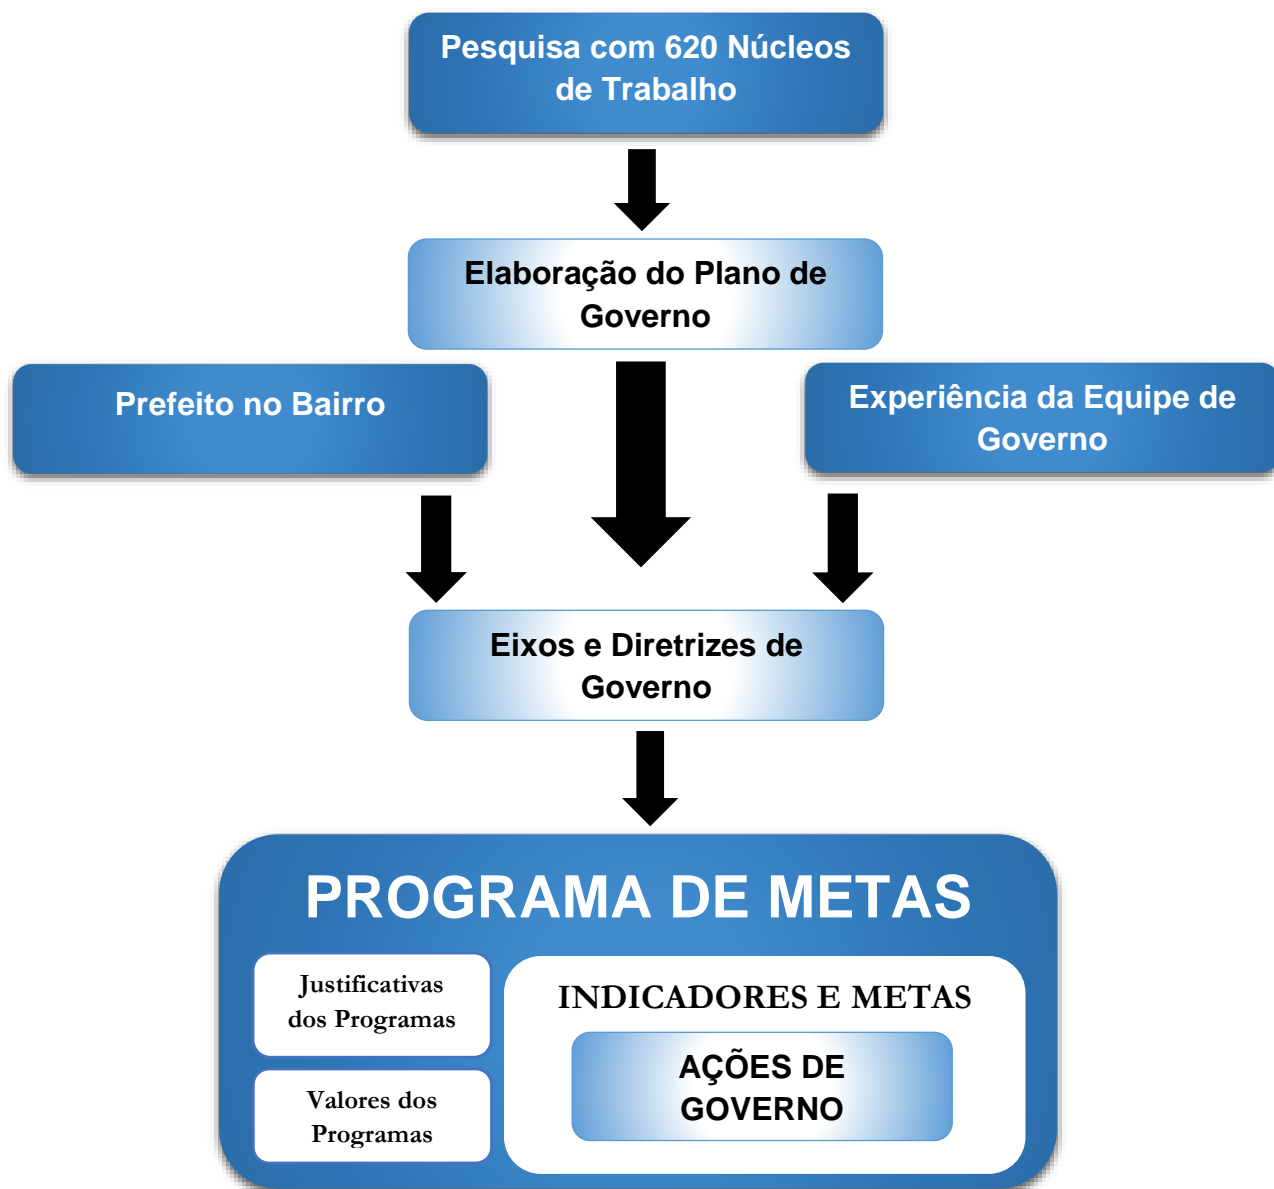 Pesquisa com 620 Núcleos
de Trabalho
Elaboração do Plano de
Governo
Prefeito no Bairro
Experiência da Equipe de
Governo
Eixos e Diretrizes de
Governo
PROGRAMA DE METAS
Justificativas
dos Programas
Valores dos
Programas
INDICADORES E METAS
AÇÕES DE
GOVERNO